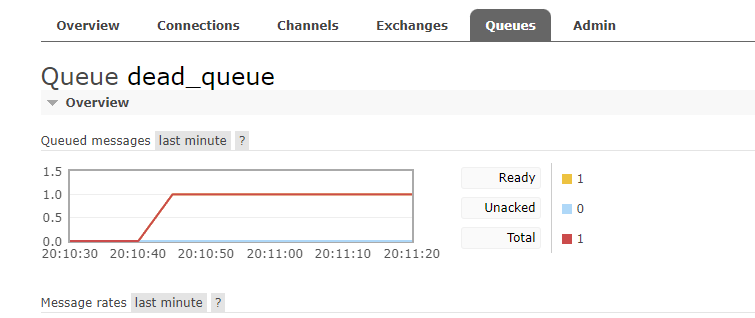 Overview Connections Channels Exchanges Queues Admin
Queue dead_queue
Overview
Queued messages last minute ?
1.5
1.0
0.5
0.0
20:10:30 20:10:40 20:10:50 20:11:00 20:11:10 20:11:20
Ready 1
Unacked 0
Total 1
Message rates last minute ?